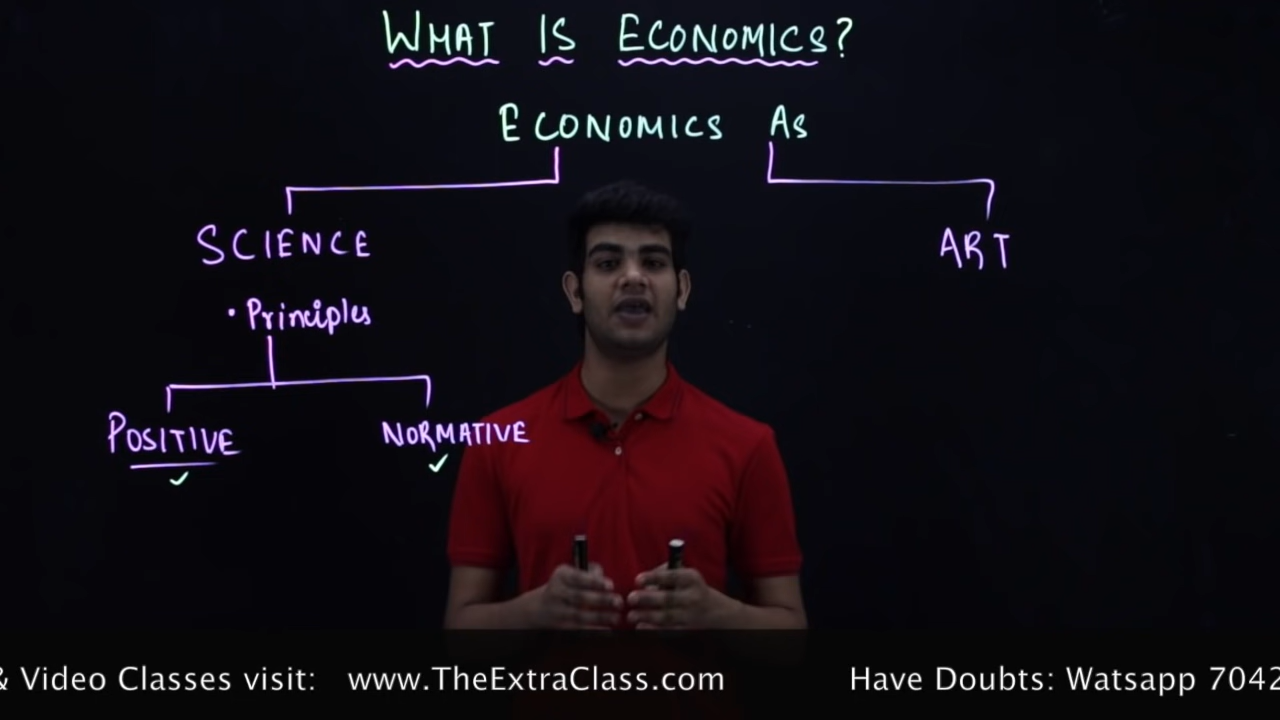 WHAT IS ECONOMICS?
ECONOMICS AS
SCIENCE
ART
• Principles
POSITIVE
NORMATIVE
& Video Classes visit: www.TheExtraClass.com Have Doubts: Watsapp 7042